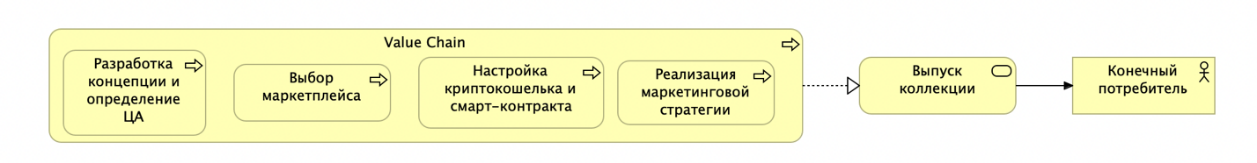 Value Chain
Разработка
концепции и
определение
ЦА
Выбор
маркетплейса
Настройка
криптокошелька и
смарт-контракта
Реализация
маркетинговой
стратегии
Выпуск
коллекции
Конечный
потребитель